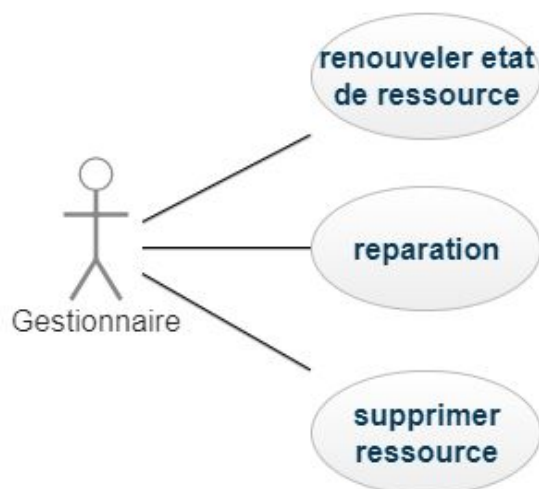 renouveler etat
de ressource
reparation
Gestionnaire
supprimer
ressource